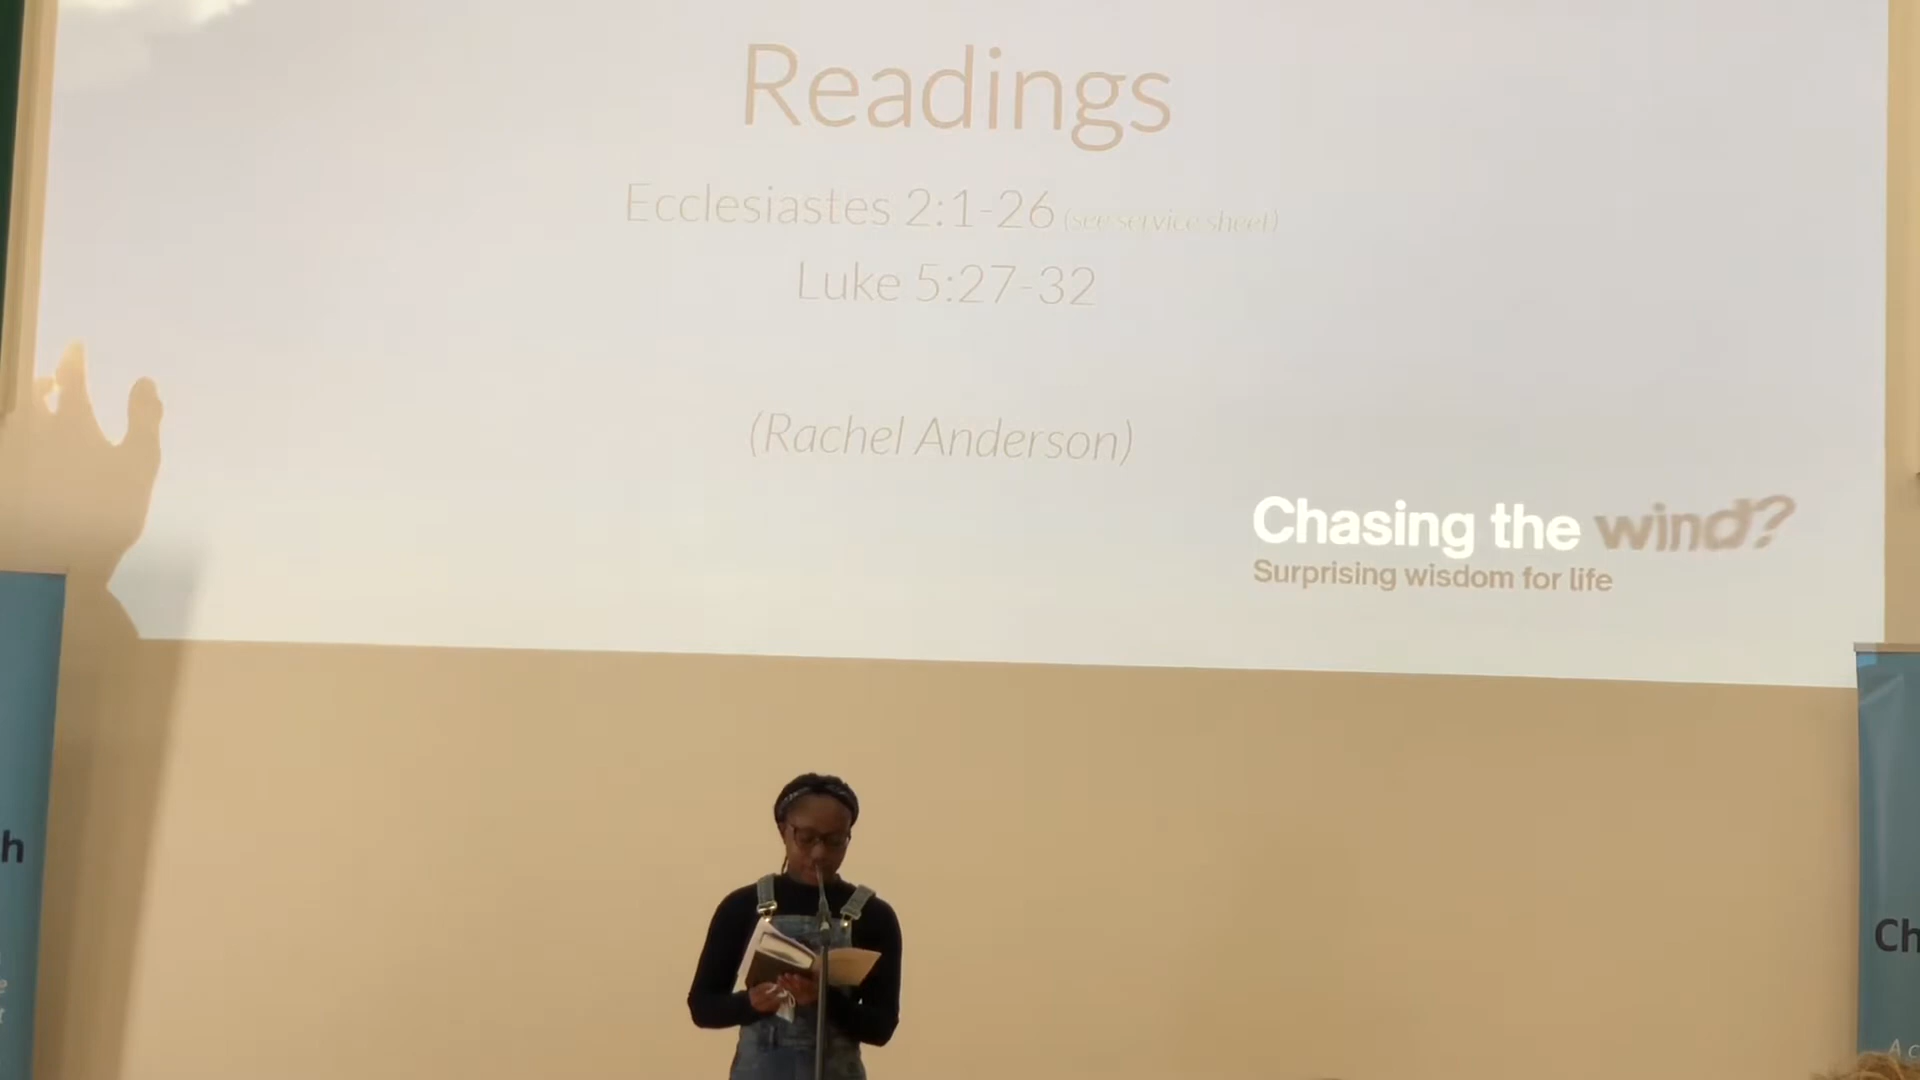 Readings
Ecclesiastes 2:1-26 (see service sheet)
Luke 5:27-32
(Rachel Anderson)
Chasing the wind?
Surprising wisdom for life
h
Ch
A c